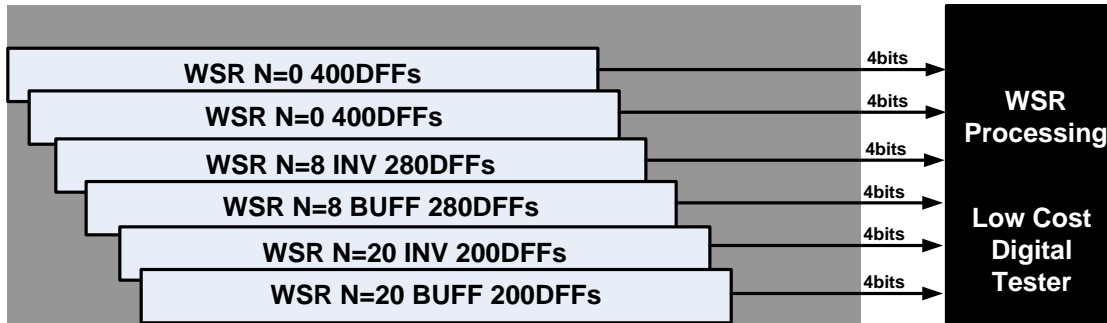 WSR N=0 400DFFs
4bits
WSR N=0 400DFFs
4bits
WSR N=8 INV 280DFFs
4bits
WSR N=8 BUFF 280DFFs
4bits
WSR N=20 INV 200DFFs
4bits
WSR N=20 BUFF 200DFFs
4bits
WSR
Processing
Low Cost
Digital
Tester